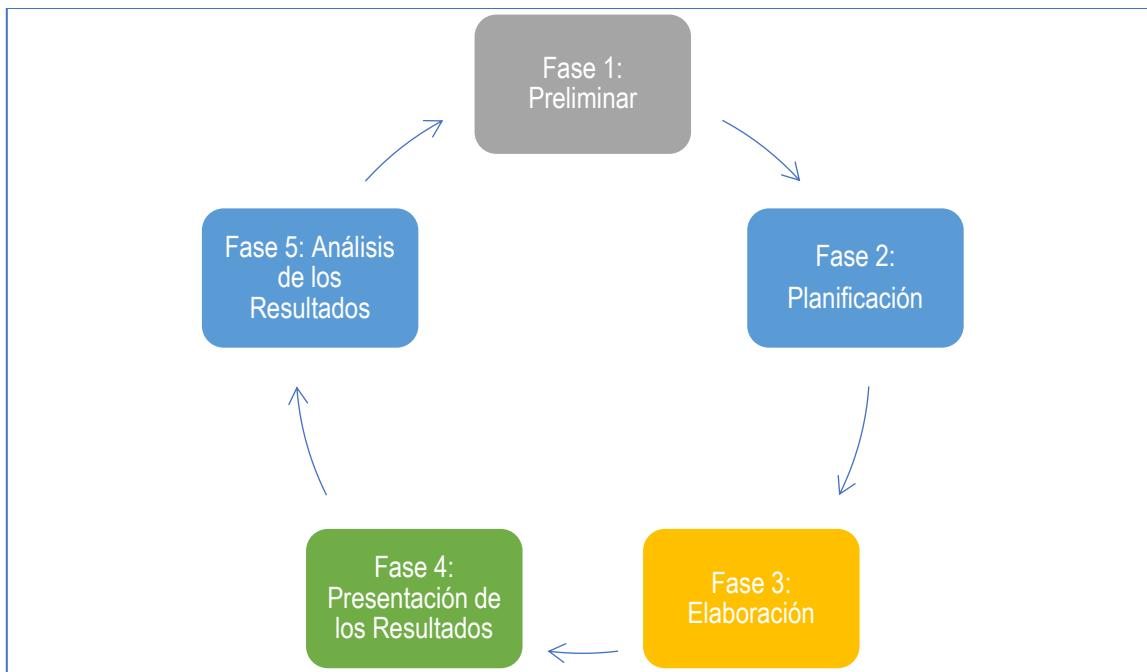 Fase 1:
Preliminar
Fase 2:
Planificación
Fase 3:
Elaboración
Fase 4:
Presentación de
los Resultados
Fase 5: Análisis
de los
Resultados